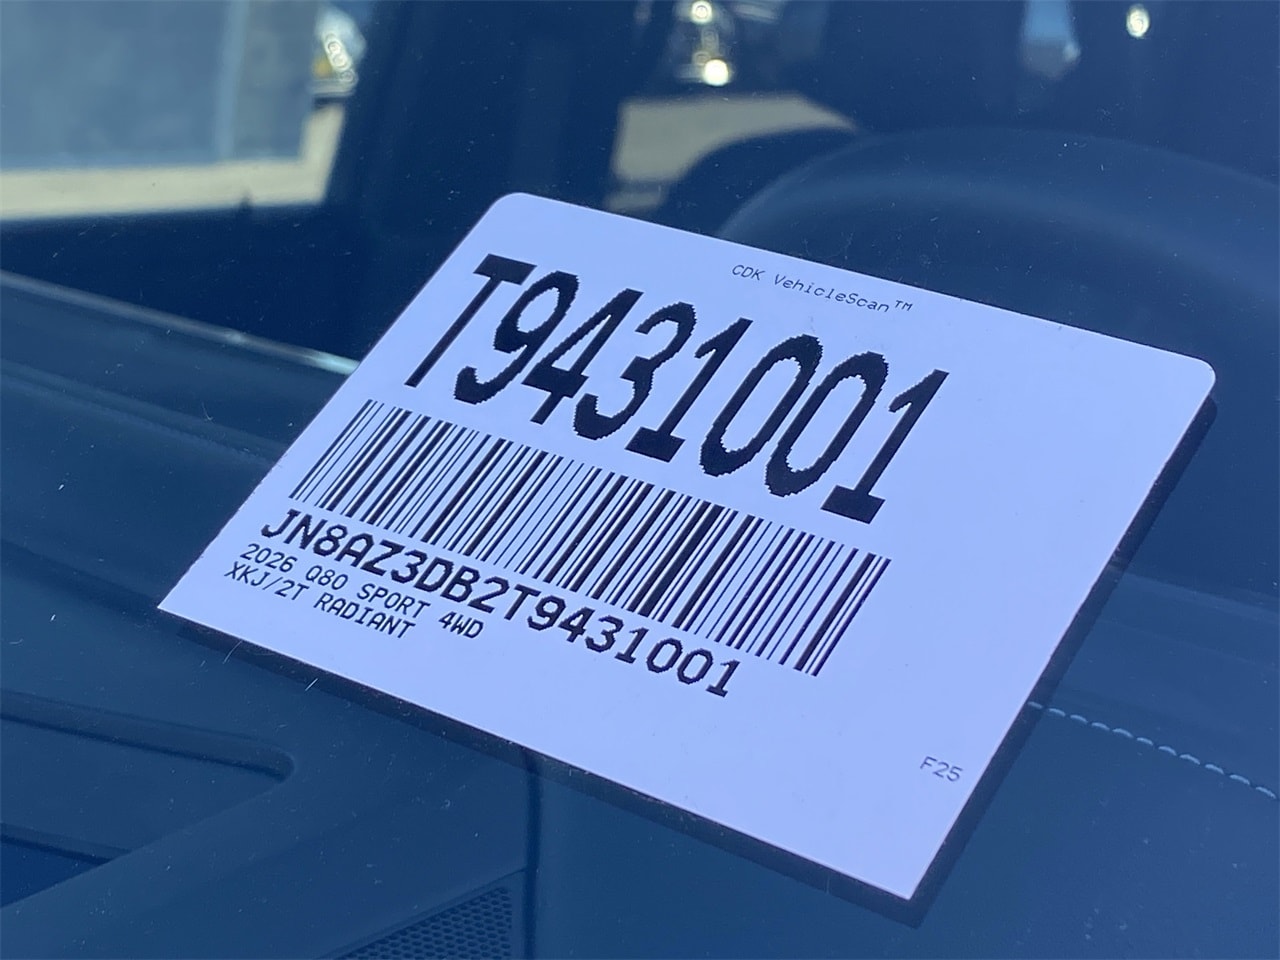 CDK VehicleScan™
T9431001
JN8AZ3DB2T9431001
2026 Q80 SPORT 4WD
XKJ/2T RADIANT
F25